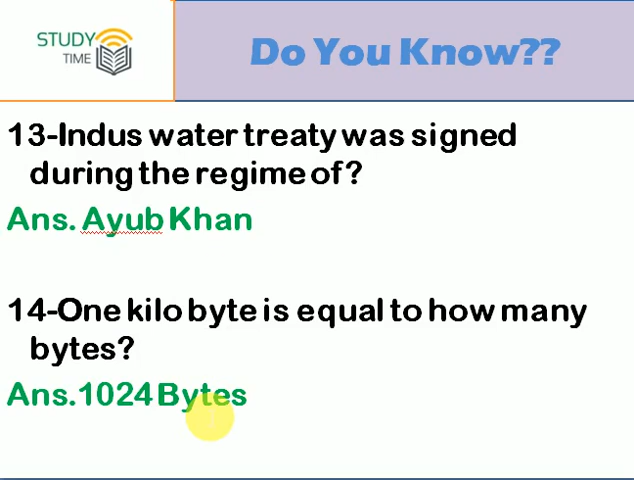 STUDY
TIME
Do You Know??
13-Indus water treaty was signed
during the regime of?
Ans. Ayub Khan
14-One kilo byte is equal to how many
bytes?
Ans.1024 Bytes